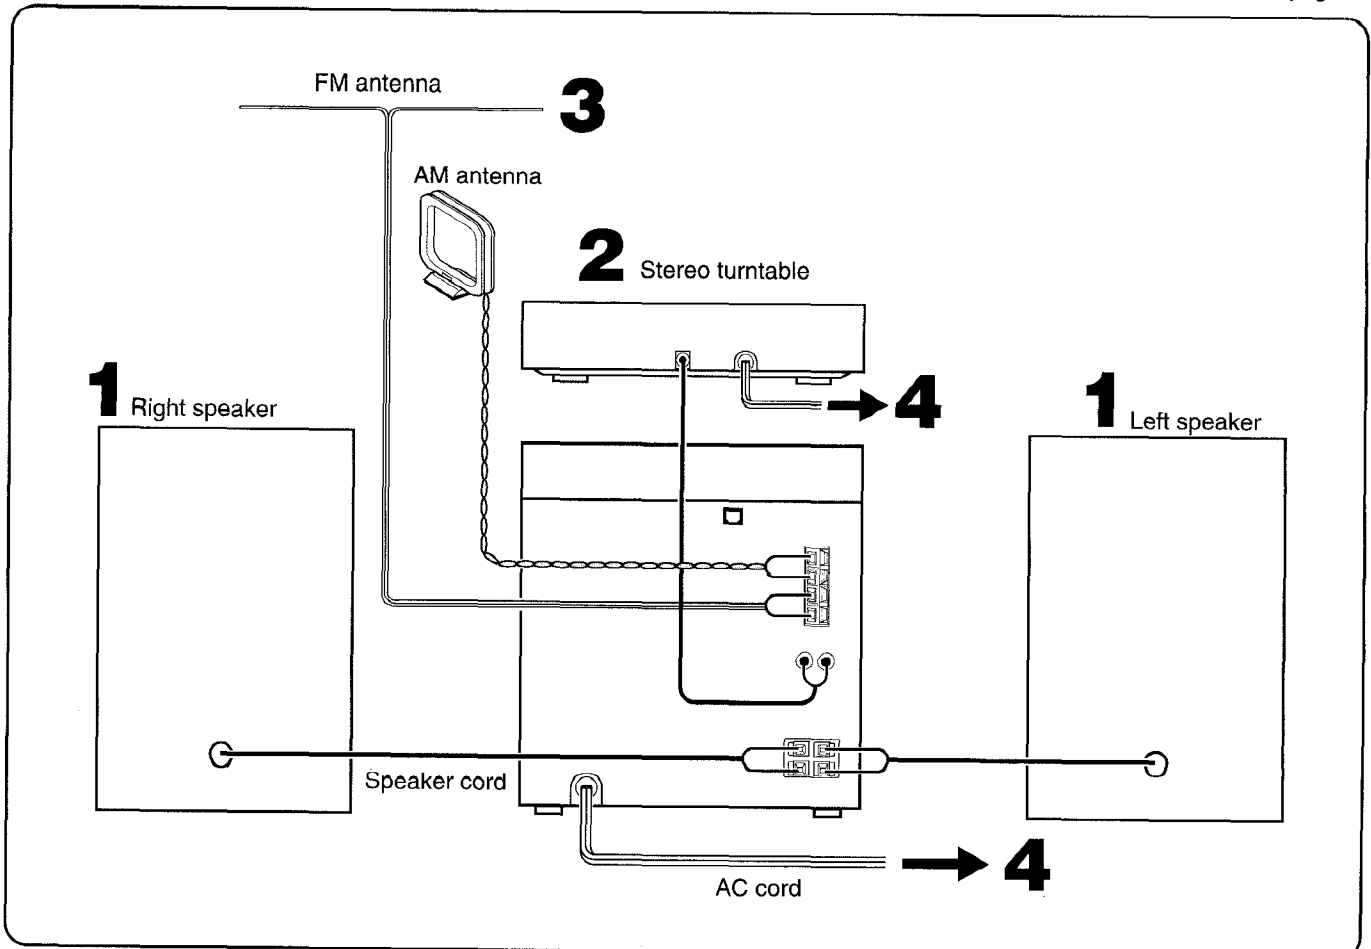 FM antenna
3
AM antenna
2 Stereo turntable
1 Right speaker
4
1 Left speaker
Speaker cord
4
AC cord